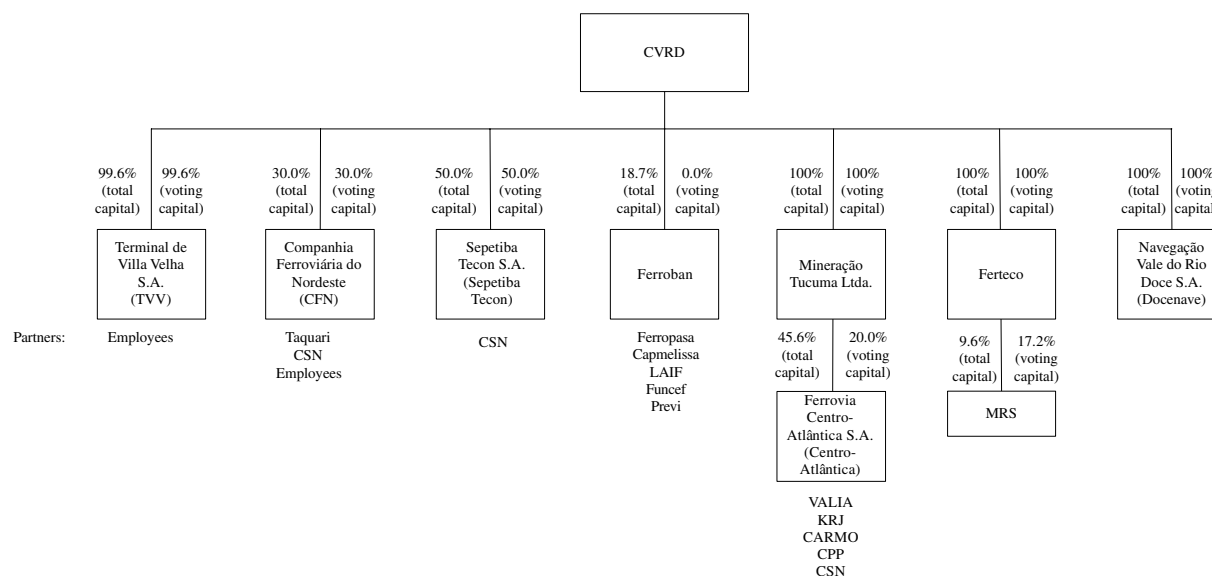 CVRD
99.6%
(total
capital)
99.6%
(voting
capital)
30.0%
(total
capital)
30.0%
(voting
capital)
50.0%
(total
capital)
50.0%
(voting
capital)
18.7%
(total
capital)
0.0%
(voting
capital)
100%
(total
capital)
100%
(voting
capital)
100%
(total
capital)
100%
(voting
capital)
100%
(total
capital)
100%
(voting
capital)
Terminal de
Villa Velha
S.A.
(TVV)
Companhia
Ferroviária do
Nordeste
(CFN)
Sepetiba
Tecon S.A.
(Sepetiba
Tecon)
Ferroban
Mineração
Tucuma Ltda.
Ferteco
Navegação
Vale do Rio
Doce S.A.
(Docenave)
Partners:
Employees
Taquari
CSN
Employees
CSN
Ferropasa
Capmelissa
LAIF
Funcef
Previ
45.6%
(total
capital)
20.0%
(voting
capital)
9.6%
(total
capital)
17.2%
(voting
capital)
Ferrovia
Centro-
Atlântica S.A.
(Centro-
Atlântica)
MRS
VALIA
KRJ
CARMO
CPP
CSN